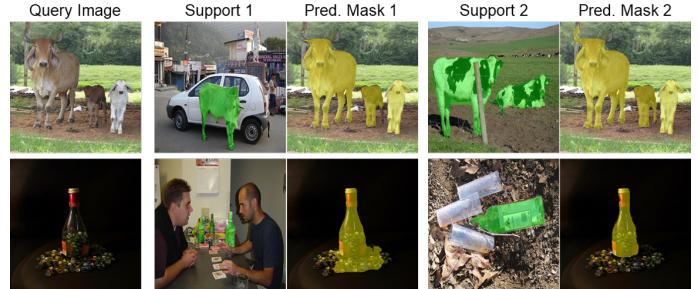 Query Image
Support 1
Pred. Mask 1
Support 2
Pred. Mask 2